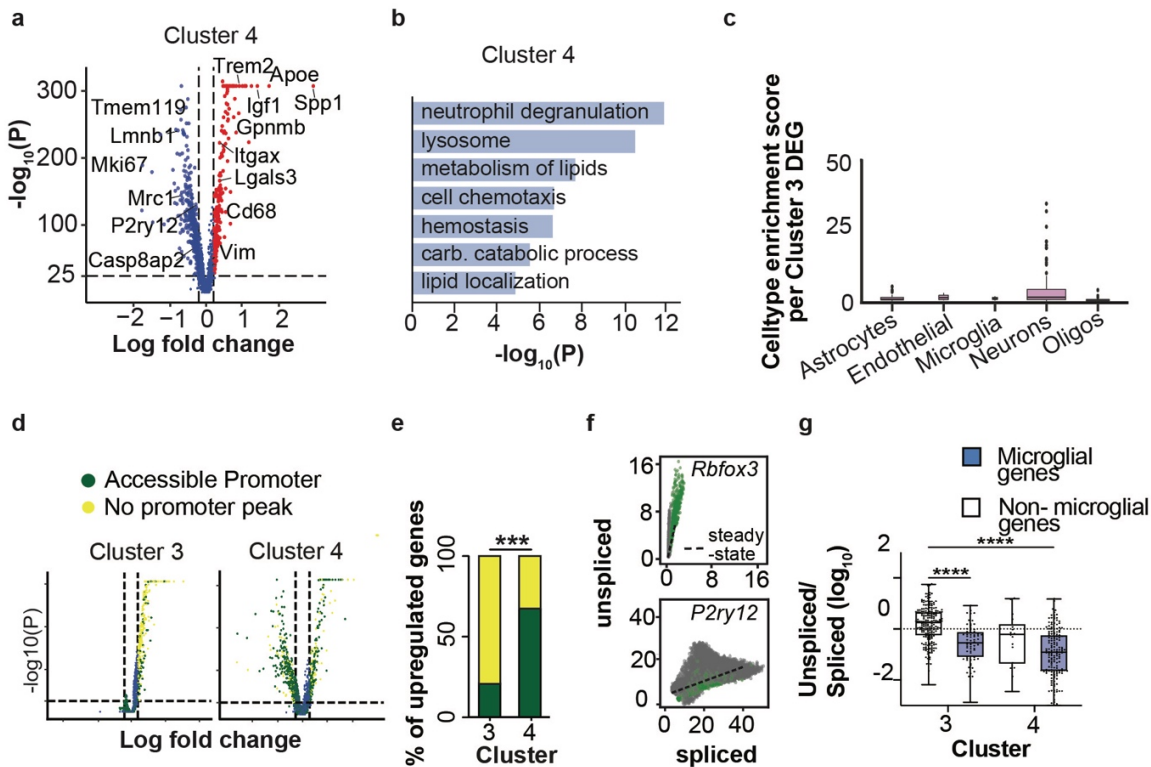 a
Cluster 4
-log10(P)
300
200
100
25
Trem2
Apoe
Tmem119
Igf1
Spp1
Lmnb1
Gpnmb
Mki67
Itgax
Lgals3
Mrc1
P2ry12
Cd68
Casp8ap2
Vim
−2 −1 0 1 2
Log fold change
b
Cluster 4
neutrophil degranulation
lysosome
metabolism of lipids
cell chemotaxis
hemostasis
carb. catabolic process
lipid localization
0 2 4 6 8 10 12
-log10(P)
c
Celltype enrichment score
per Cluster 3 DEG
50
25
0
Astrocytes
Endothelial
Microglia
Neurons
Oligos
d
Accessible Promoter
No promoter peak
Cluster 3
Cluster 4
-log10(P)
Log fold change
e
% of upregulated genes
100
50
0
***
3 4
Cluster
f
unspliced
16
8
0
Rbfox3
steady
-state
0 8 16
40
20
0
P2ry12
0 20 40
spliced
g
Microglial
genes
Non- microglial
genes
Unspliced/
Spliced (log10)
2
0
-2
****
****
3 4
Cluster